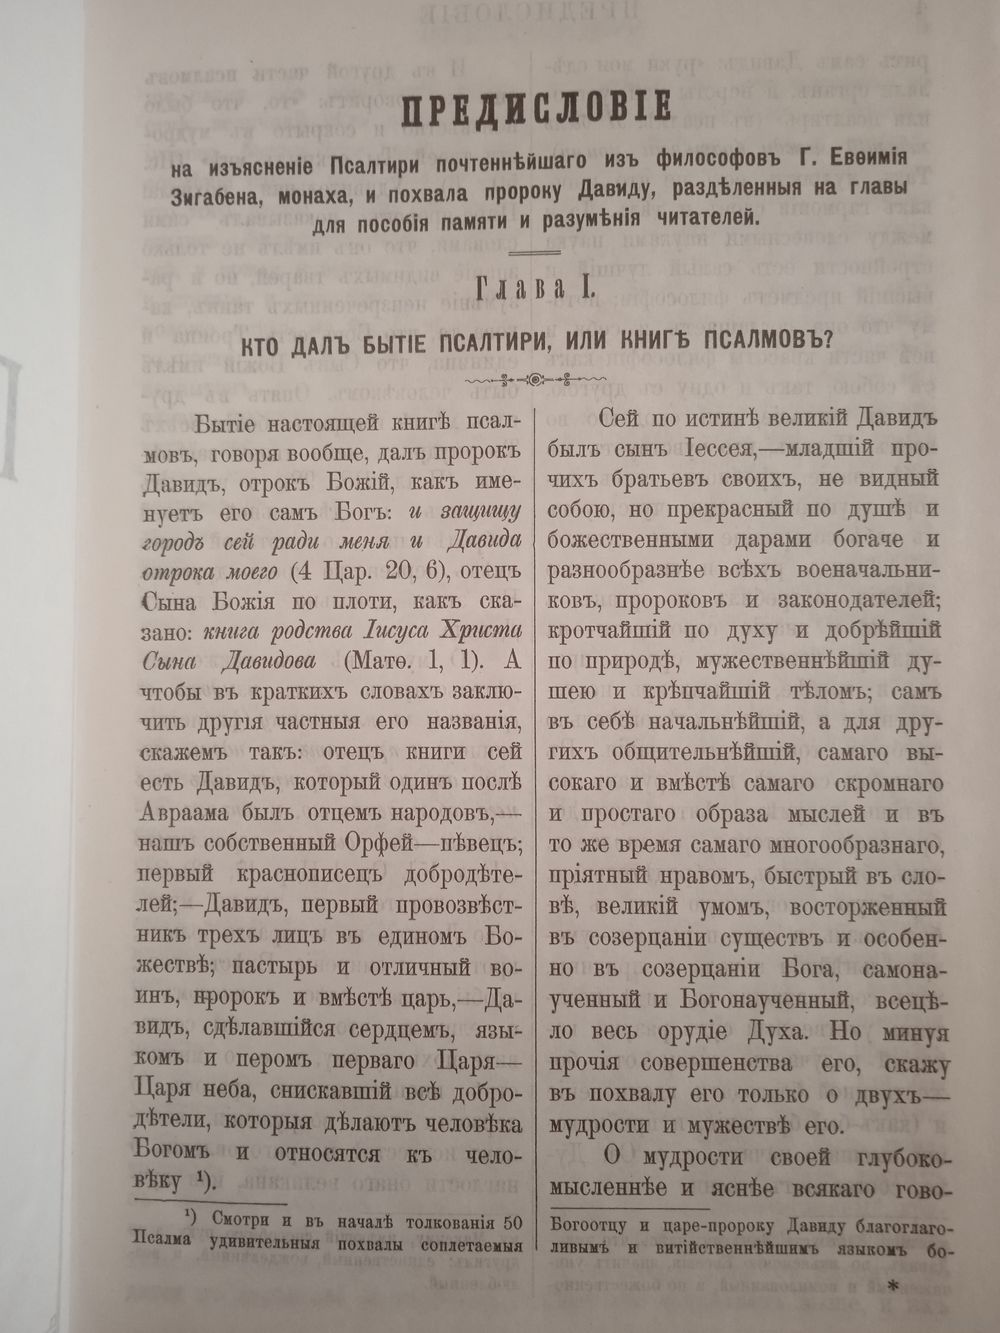 ПРЕДИСЛОВІЕ
на изъясненіе Псалтири почтеннѣйшаго изъ философовъ Г. Евѳимія
Зигабена, монаха, и похвала пророку Давиду, раздѣленныя на главы
для пособія памяти и разумѣнія читателей.
Глава I.
КТО ДАЛЪ БЫТІЕ ПСАЛТИРИ, ИЛИ КНИГѢ ПСАЛМОВЪ?
Бытіе настоящей книгѣ псал-
мовъ, говоря вообще, далъ пророкъ
Давидъ, отрокъ Божій, какъ име-
нуетъ его самъ Богъ: и защищу
городъ сей ради меня и Давида
отрока моего (4 Цар. 20, 6), отецъ
Сына Божія по плоти, какъ ска-
зано: книга родства Іисуса Христа
Сына Давидова (Матѳ. 1, 1). А
чтобы въ краткихъ словахъ заклю-
чить другія частныя его названія,
скажемъ такъ: отецъ книги сей
есть Давидъ, который одинъ послѣ
Авраама былъ отцемъ народовъ,—
нашъ собственный Орфей—пѣвецъ;
первый краснописецъ добродѣте-
лей;—Давидъ, первый провозвѣст-
никъ трехъ лицъ въ единомъ Бо-
жествѣ; пастырь и отличный во-
инъ, пророкъ и вмѣстѣ царь,—Да-
видъ, сдѣлавшійся сердцемъ, язы-
комъ и перомъ перваго Царя—
Царя неба, снискавшій всѣ добро-
дѣтели, которыя дѣлаютъ человѣка
Богомъ и относятся къ чело-
вѣку ¹).
¹) Смотри и въ началѣ толкованія 50
Псалма удивительныя похвалы соплетаемыя
Сей по истинѣ великій Давидъ
былъ сынъ Іессея,—младшій про-
чихъ братьевъ своихъ, не видный
собою, но прекрасный по душѣ и
божественными дарами богаче и
разнообразнѣе всѣхъ военачальни-
ковъ, пророковъ и законодателей;
кротчайшій по духу и добрѣйшій
по природѣ, мужественнѣйшій ду-
шею и крѣпчайшій тѣломъ; самъ
въ себѣ начальнѣйшій, а для дру-
гихъ общительнѣйшій, самаго вы-
сокаго и вмѣстѣ самаго скромнаго
и простаго образа мыслей и въ
то же время самаго многообразнаго,
пріятный нравомъ, быстрый въ сло-
вѣ, великій умомъ, восторженный
въ созерцаніи существъ и особен-
но въ созерцаніи Бога, самона-
ученный и Богонаученный, всецѣ-
ло весь орудіе Духа. Но минуя
прочія совершенства его, скажу
въ похвалу его только о двухъ—
мудрости и мужествѣ его.
О мудрости своей глубоко-
мысленнѣе и яснѣе всякаго гово-
Богоотцу и царе-пророку Давиду благоглаго-
ливымъ и витійственнѣйшимъ языкомъ бо-
*